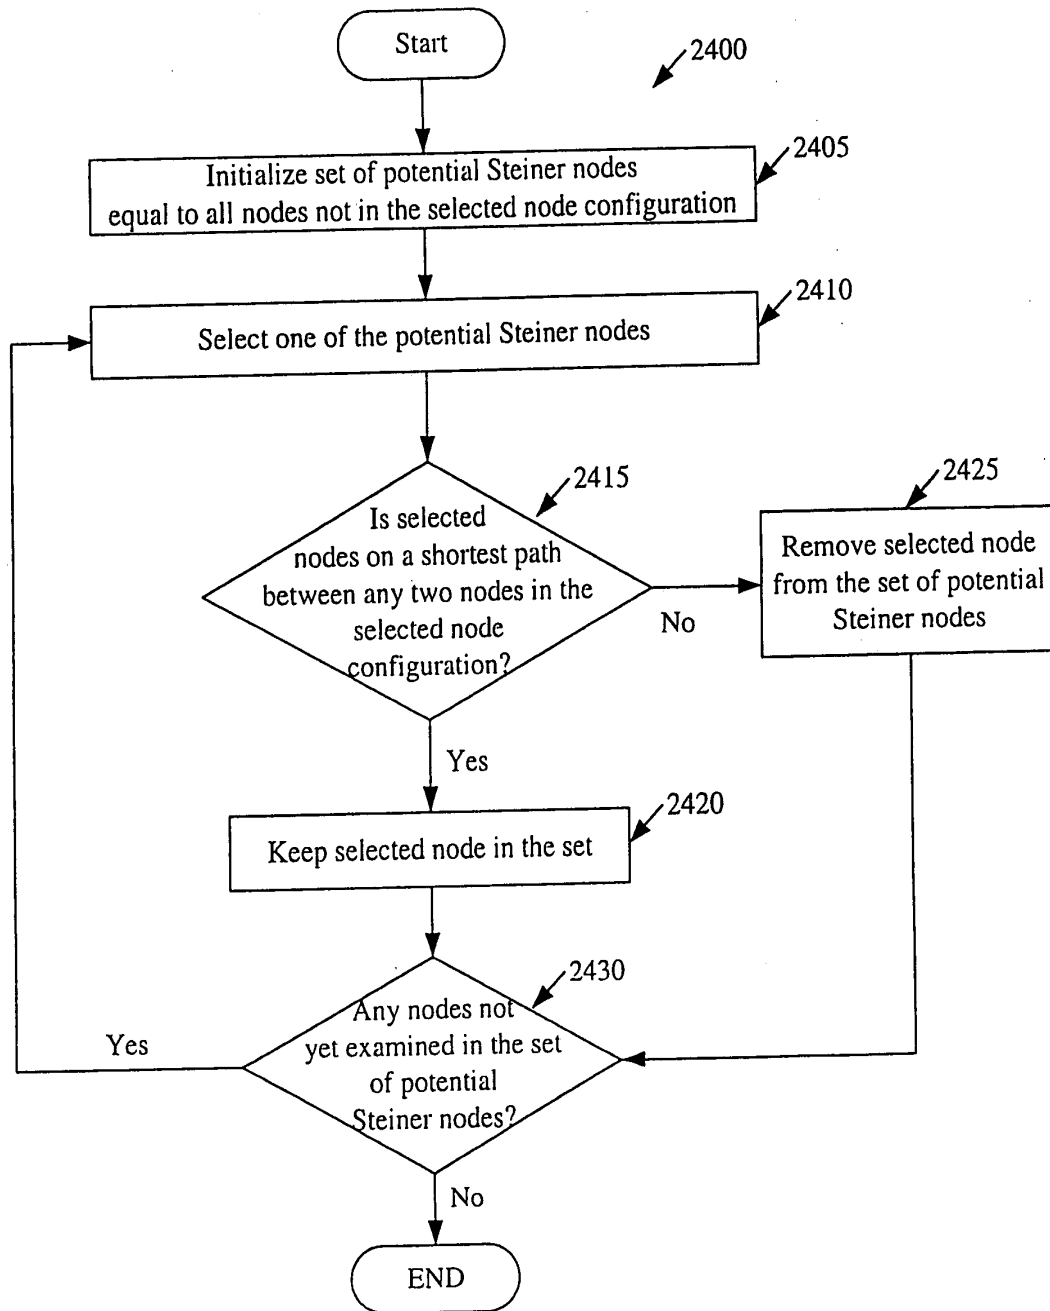 Start
2400
2405
Initialize set of potential Steiner nodes
equal to all nodes not in the selected node configuration
2410
Select one of the potential Steiner nodes
2415
Is selected
nodes on a shortest path
between any two nodes in the
selected node
configuration?
No
2425
Remove selected node
from the set of potential
Steiner nodes
Yes
2420
Keep selected node in the set
2430
Any nodes not
yet examined in the set
of potential
Steiner nodes?
Yes
No
END